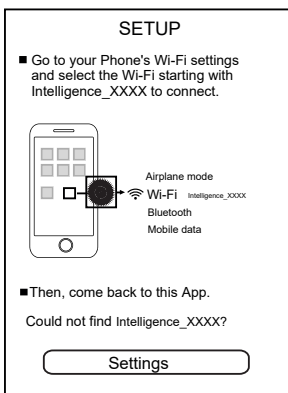 SETUP
■ Go to your Phone's Wi-Fi settings
and select the Wi-Fi starting with
Intelligence_XXXX to connect.
Airplane mode
Wi-Fi Intelligence_XXXX
Bluetooth
Mobile data
■Then, come back to this App.
Could not find Intelligence_XXXX?
Settings